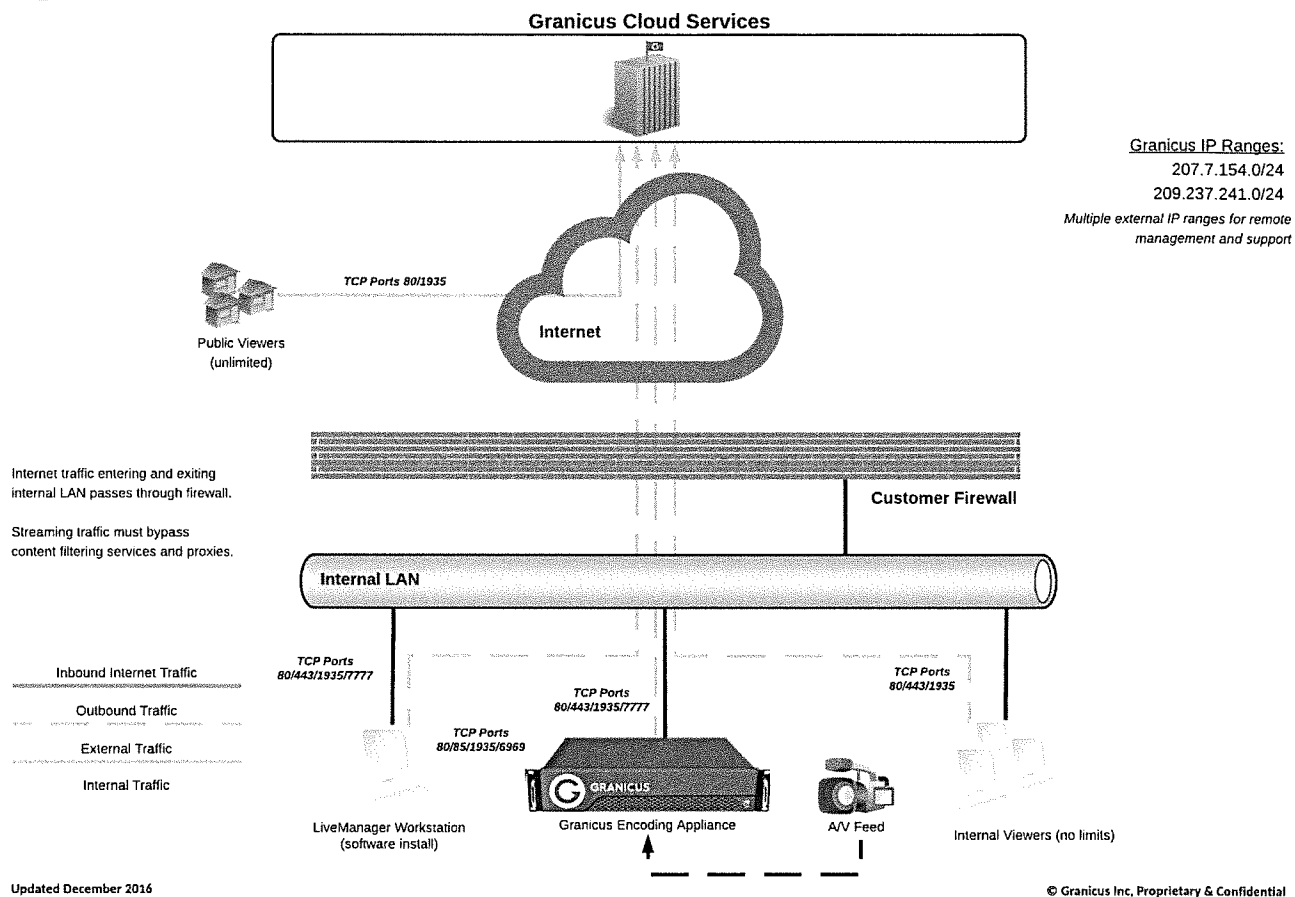 Granicus Cloud Services
Granicus IP Ranges:
207.7.154.0/24
209.237.241.0/24
Multiple external IP ranges for remote
management and support
TCP Ports 80/1935
Public Viewers
(unlimited)
Internet
Internet traffic entering and exiting
internal LAN passes through firewall.
Streaming traffic must bypass
content filtering services and proxies.
Customer Firewall
Internal LAN
TCP Ports
80/443/1935/7777
TCP Ports
80/443/1935/7777
TCP Ports
80/443/1935
TCP Ports
80/85/1935/6969
Inbound Internet Traffic
Outbound Traffic
External Traffic
Internal Traffic
G GRANICUS
LiveManager Workstation
(software install)
Granicus Encoding Appliance
A/V Feed
Internal Viewers (no limits)
Updated December 2016
© Granicus Inc, Proprietary & Confidential